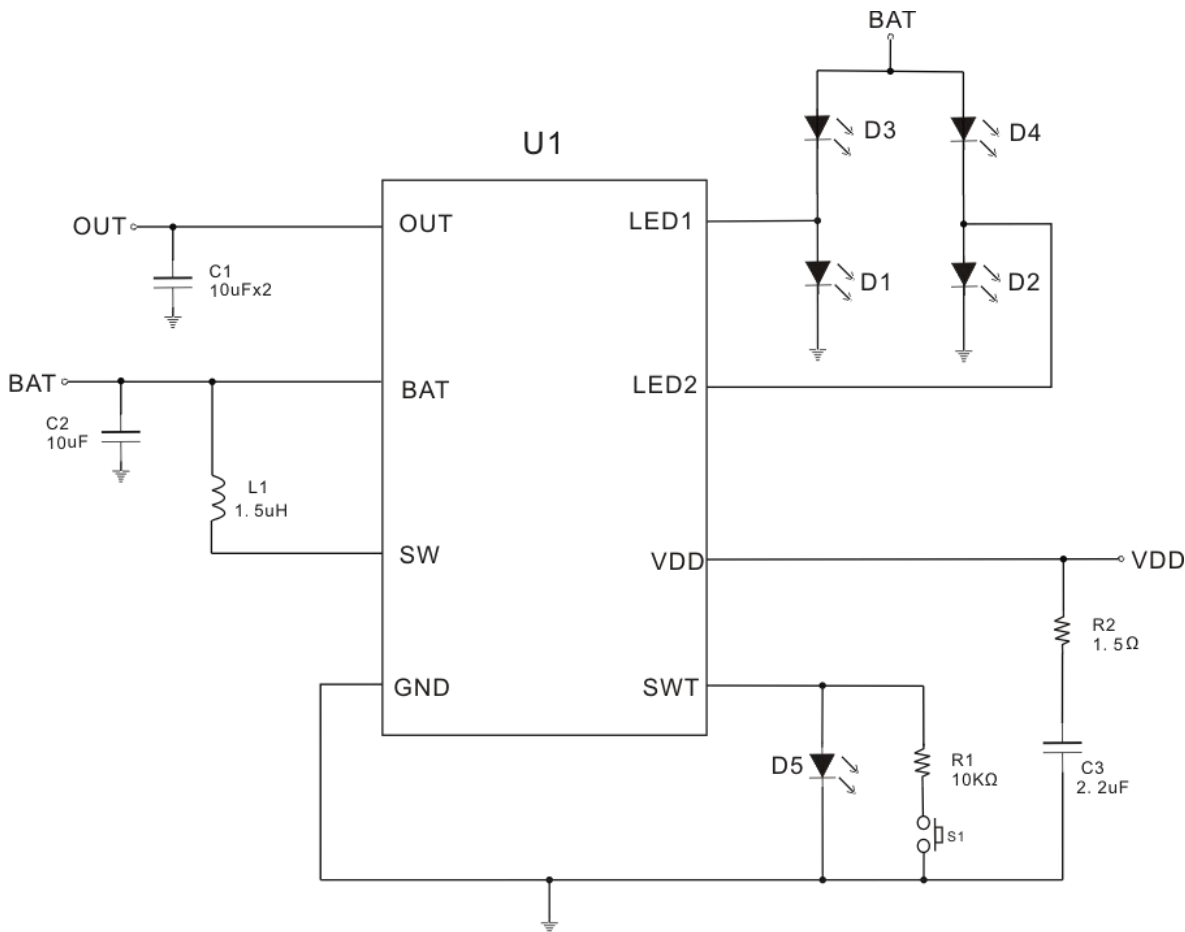 BAT
D3
D4
U1
OUT
OUT
LED1
C1
10uFx2
D1
D2
BAT
BAT
LED2
C2
10uF
L1
1. 5uH
SW
VDD
VDD
R2
1. 5Ω
GND
SWT
D5
R1
10KΩ
C3
2. 2uF
S1